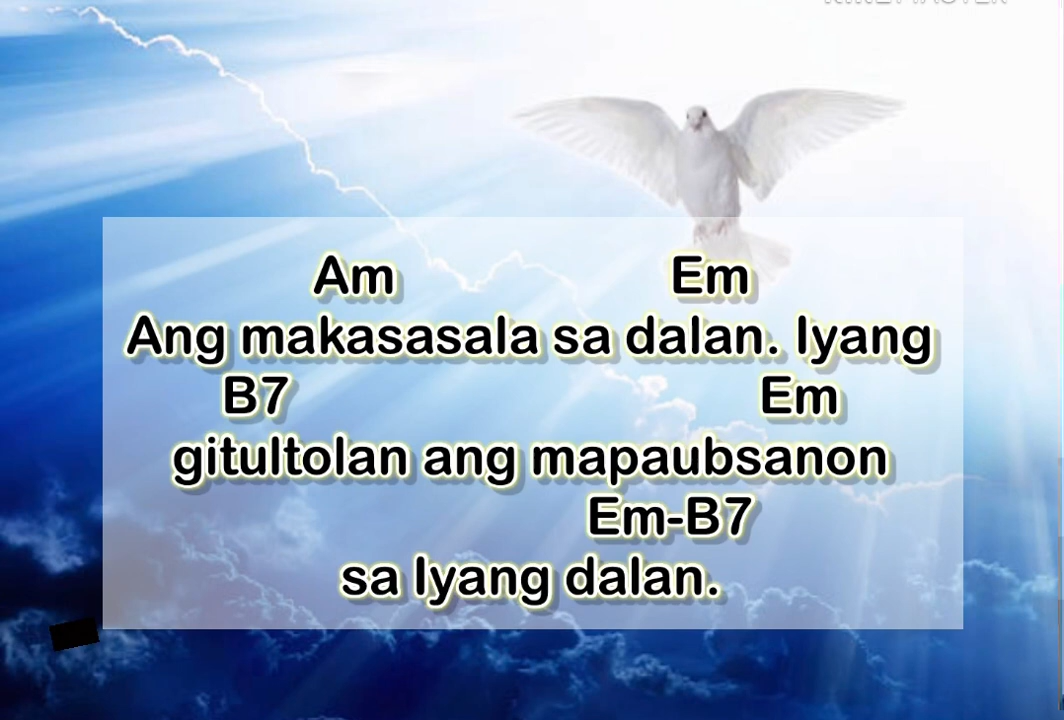 Am Em
Ang makasasala sa dalan. Iyang
B7 Em
gitultolan ang mapaubsanon
Em-B7
sa Iyang dalan.